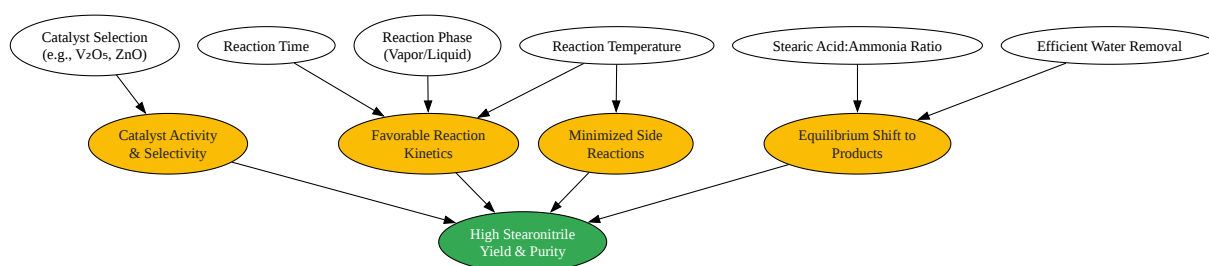 Catalyst Selection
(e.g., V₂O₅, ZnO)
Reaction Time
Reaction Phase
(Vapor/Liquid)
Reaction Temperature
Stearic Acid:Ammonia Ratio
Efficient Water Removal
Catalyst Activity
& Selectivity
Favorable Reaction
Kinetics
Minimized Side
Reactions
Equilibrium Shift to
Products
High Stearonitrile
Yield & Purity